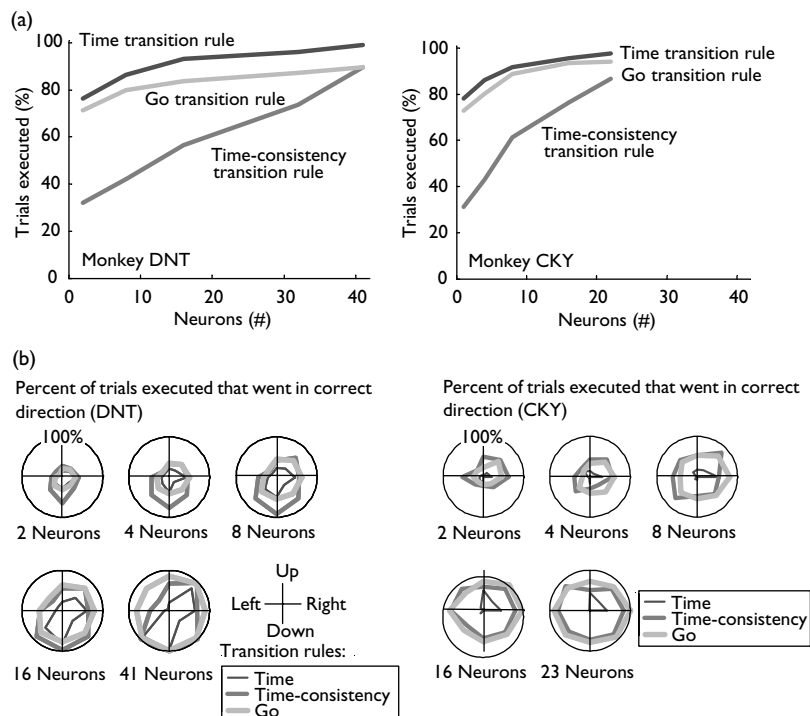 (a)
100
80
60
40
20
0
Trials executed (%)
Time transition rule
Go transition rule
Time-consistency
transition rule
Monkey DNT
0 10 20 30 40
Neurons (#)
100
80
60
40
20
0
Trials executed (%)
Time transition rule
Go transition rule
Time-consistency
transition rule
Monkey CKY
0 10 20 30 40
Neurons (#)
(b)
Percent of trials executed that went in correct
direction (DNT)
100%
2 Neurons 4 Neurons 8 Neurons
16 Neurons 41 Neurons
Up
Left Right
Down
Transition rules:
Time
Time-consistency
Go
Percent of trials executed that went in correct
direction (CKY)
100%
2 Neurons 4 Neurons 8 Neurons
16 Neurons 23 Neurons
Time
Time-consistency
Go